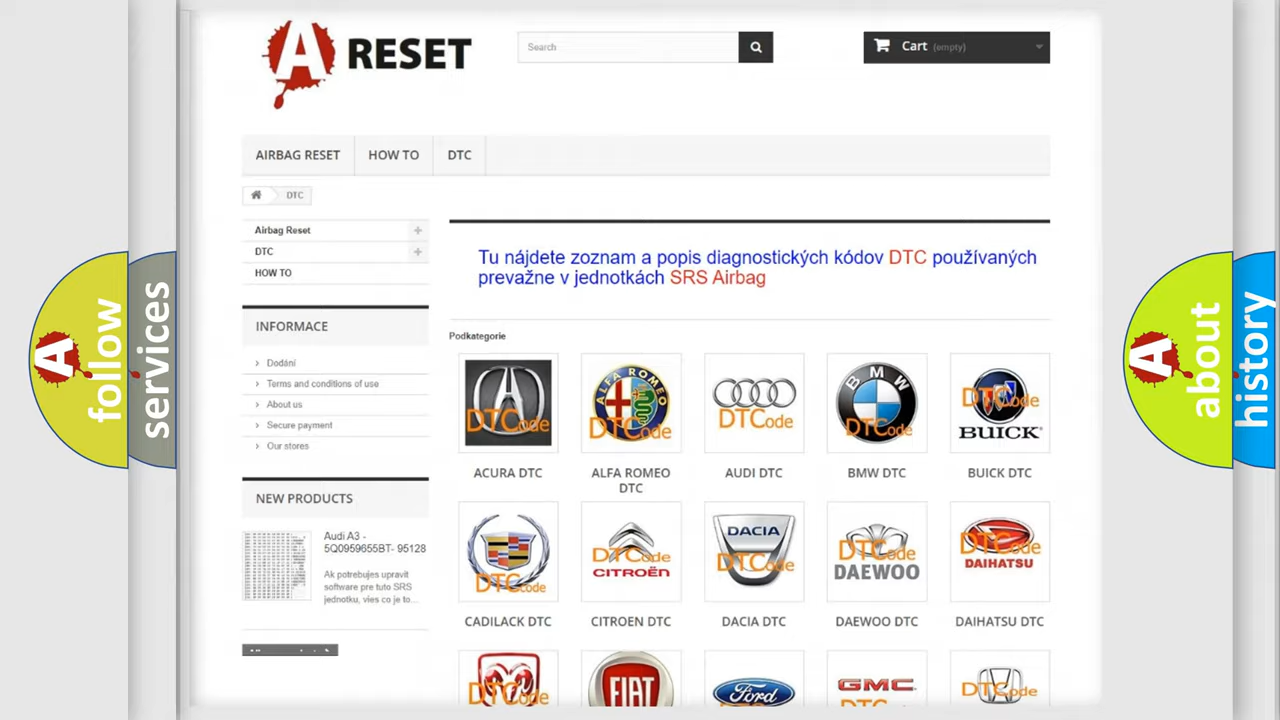 A RESET
Search
Cart (empty)
AIRBAG RESET
HOW TO
DTC
DTC
Airbag Reset
DTC
HOW TO
INFORMACE
Dodání
Terms and conditions of use
About us
Secure payment
Our stores
NEW PRODUCTS
Audi A3 -
5Q0959655BT- 95128
Ak potrebujes upravit
software pre tuto SRS
jednotku, vies co je to...
Tu nájdete zoznam a popis diagnostických kódov DTC používaných
prevažne v jednotkách SRS Airbag
Podkategorie
DTCode
ALFA ROMEO
DTCode
DTCode
BMW
DTCode
DTCode
BUICK
ACURA DTC
ALFA ROMEO
DTC
AUDI DTC
BMW DTC
BUICK DTC
DTCode
DTCode
CITROËN
DACIA
DTCode
DTCode
DAEWOO
DTCode
DAIHATSU
CADILACK DTC
CITROEN DTC
DACIA DTC
DAEWOO DTC
DAIHATSU DTC
DTCode
FIAT
Ford
GMC
DTCode
A follow
services
A about
history